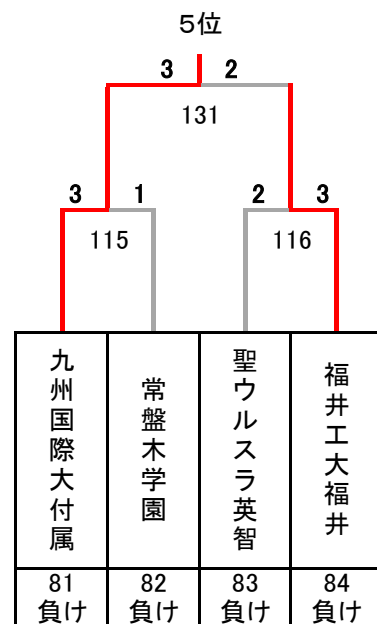 5位
3 2
131
3 1 2 3
115 116
九州国際大付属
常盤木学園
聖ウルスラ英智
福井工大福井
81 82 83 84
負け 負け 負け 負け